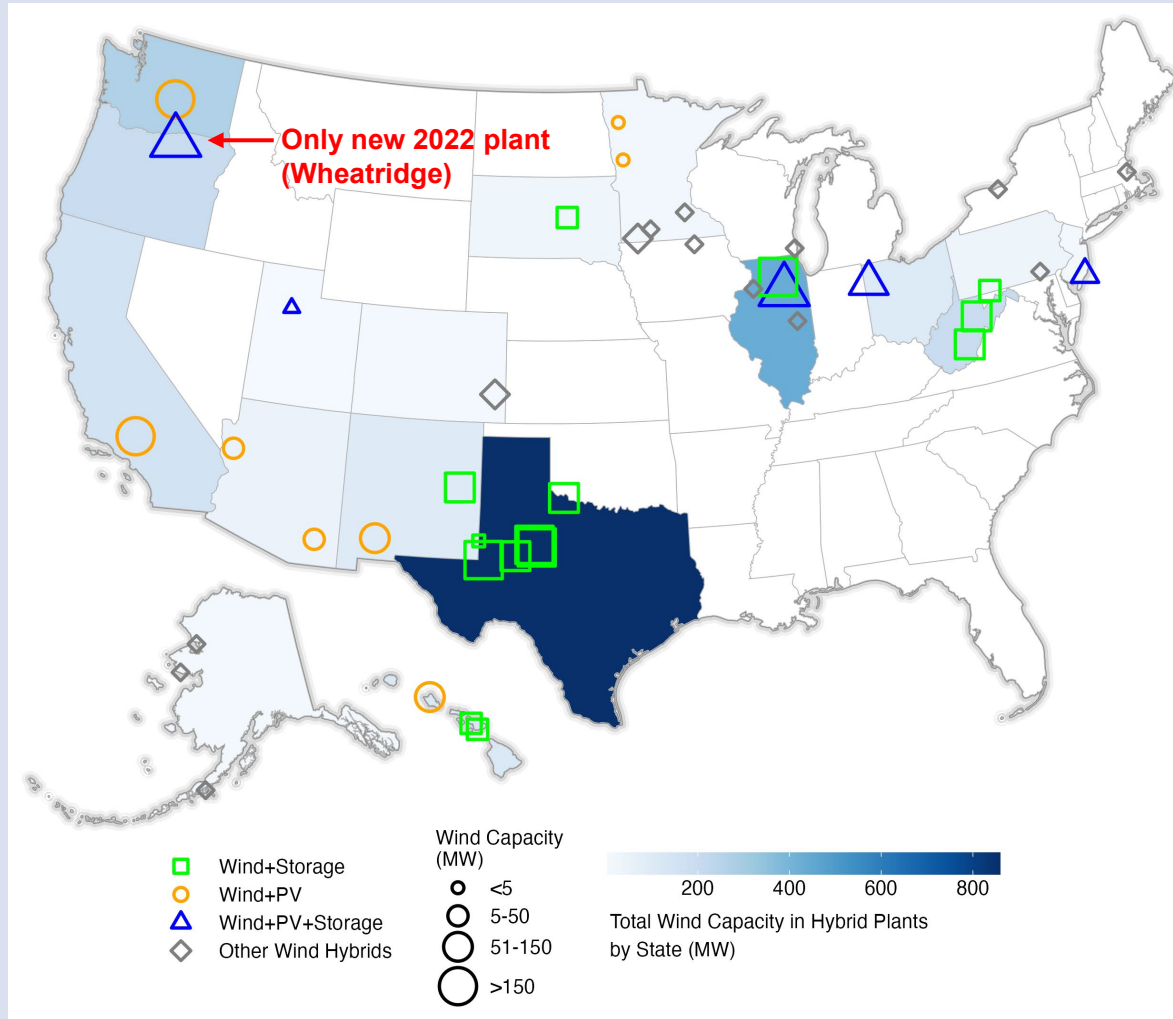 Only new 2022 plant
(Wheatridge)
Wind+Storage
Wind+PV
Wind+PV+Storage
Other Wind Hybrids
Wind Capacity
(MW)
<5
5-50
51-150
>150
200 400 600 800
Total Wind Capacity in Hybrid Plants
by State (MW)